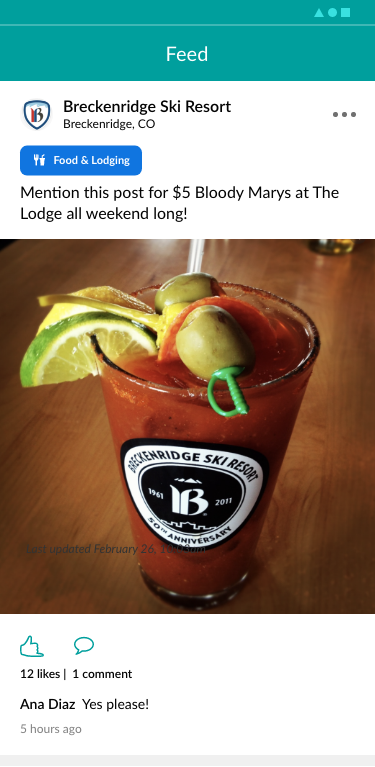 Feed
Breckenridge Ski Resort
Breckenridge, CO
Food & Lodging
Mention this post for $5 Bloody Marys at The
Lodge all weekend long!
BRECKENRIDGE SKI RESORT
1961 B 2011
50TH ANNIVERSARY
Last updated February 26,
12 likes | 1 comment
Ana Diaz Yes please!
5 hours ago